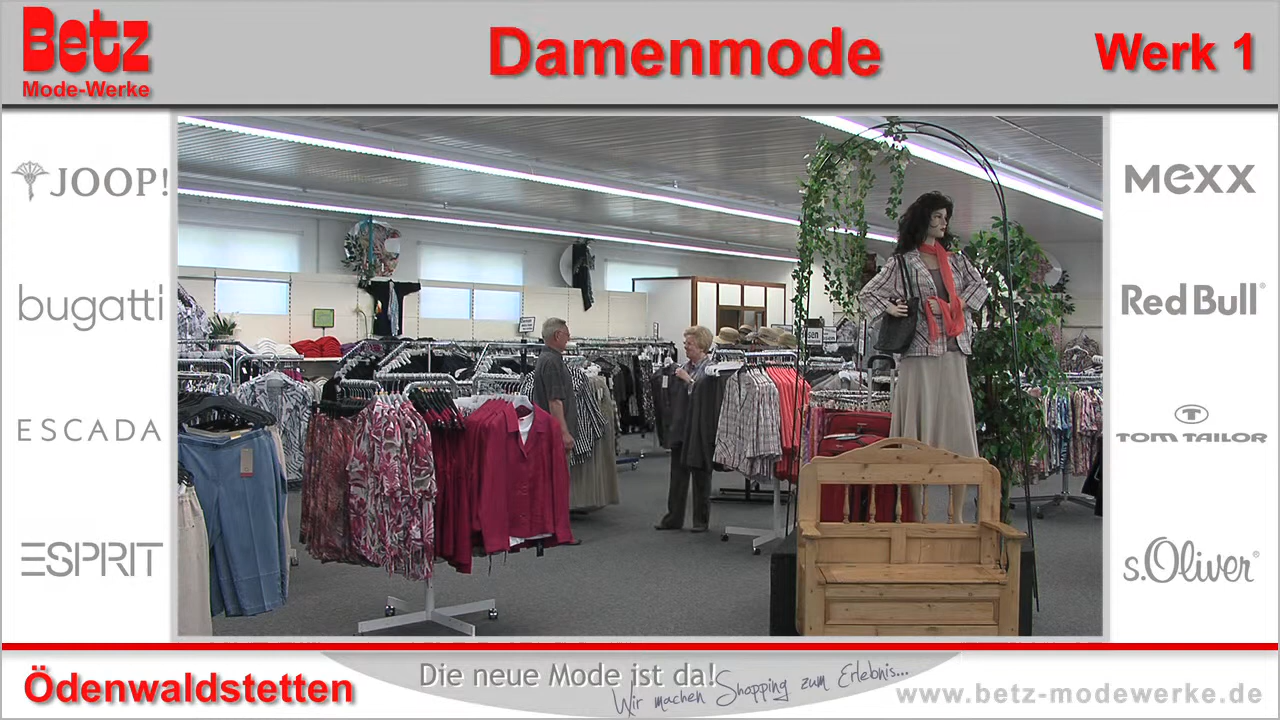 Betz
Mode-Werke
Damenmode
Werk 1
JOOP!
bugatti
ESCADA
ESPRIT
mexx
Red Bull®
T
TOM TAILOR
s.Oliver®
Ödenwaldstetten
Die neue Mode ist da!
Wir machen Shopping zum Erlebnis...
www.betz-modewerke.de